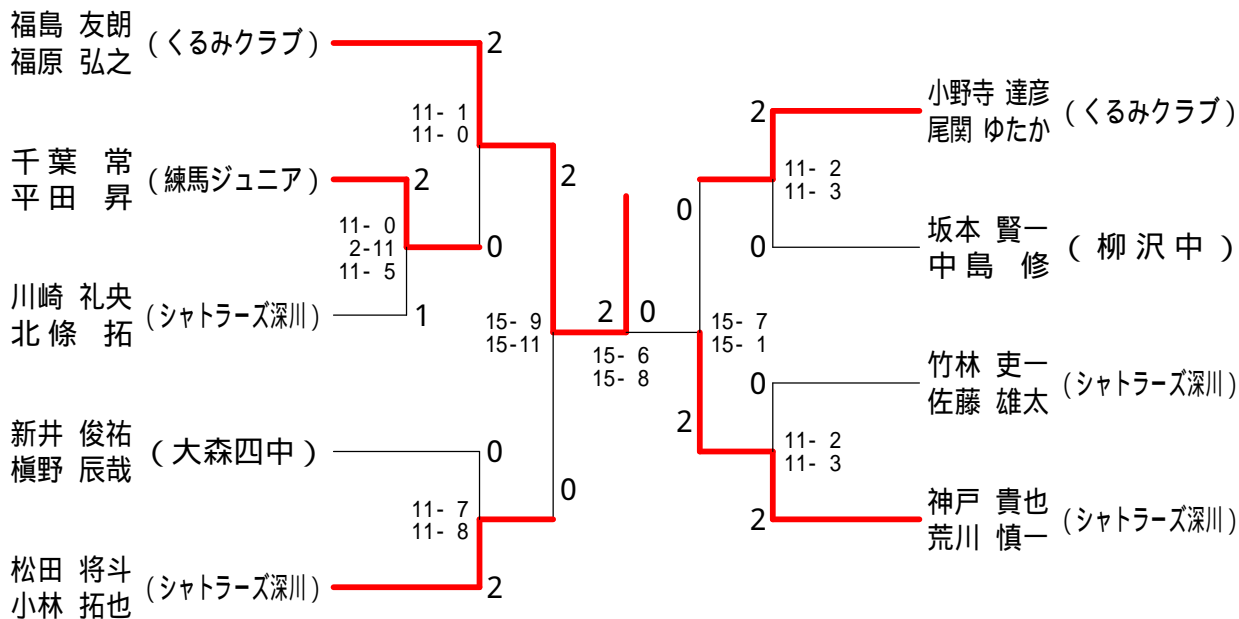 福島 友朗
福原 弘之
(くるみクラブ)
2
11- 1
11- 0
千葉 常
平田 昇
(練馬ジュニア)
2
11- 0
2-11
11- 5
0
川崎 礼央
北條 拓
(シャトラーズ深川)
1
2
15- 9
15-11
新井 俊祐
槇野 辰哉
(大森四中)
0
11- 7
11- 8
0
松田 将斗
小林 拓也
(シャトラーズ深川)
2
2 0
15- 6
15- 8
小野寺 達彦
尾関 ゆたか
(くるみクラブ)
2
11- 2
11- 3
0
坂本 賢一
中島 修
(柳沢中)
0
15- 7
15- 1
竹林 吏一
佐藤 雄太
(シャトラーズ深川)
0
11- 2
11- 3
2
神戸 貴也
荒川 慎一
(シャトラーズ深川)
2